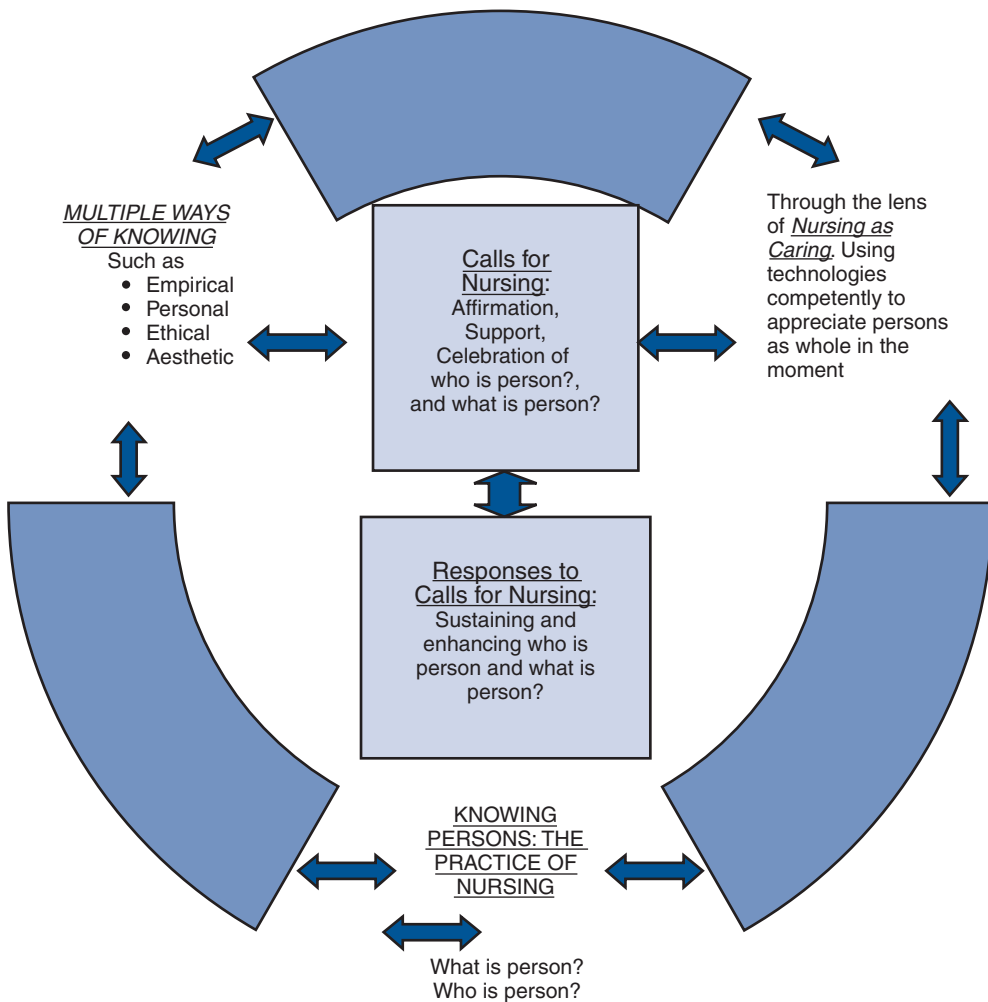 MULTIPLE WAYS
OF KNOWING
Such as
• Empirical
• Personal
• Ethical
• Aesthetic
Calls for
Nursing:
Affirmation,
Support,
Celebration of
who is person?,
and what is person?
Through the lens
of Nursing as
Caring. Using
technologies
competently to
appreciate persons
as whole in the
moment
Responses to
Calls for Nursing:
Sustaining and
enhancing who is
person and what is
person?
KNOWING
PERSONS: THE
PRACTICE OF
NURSING
What is person?
Who is person?